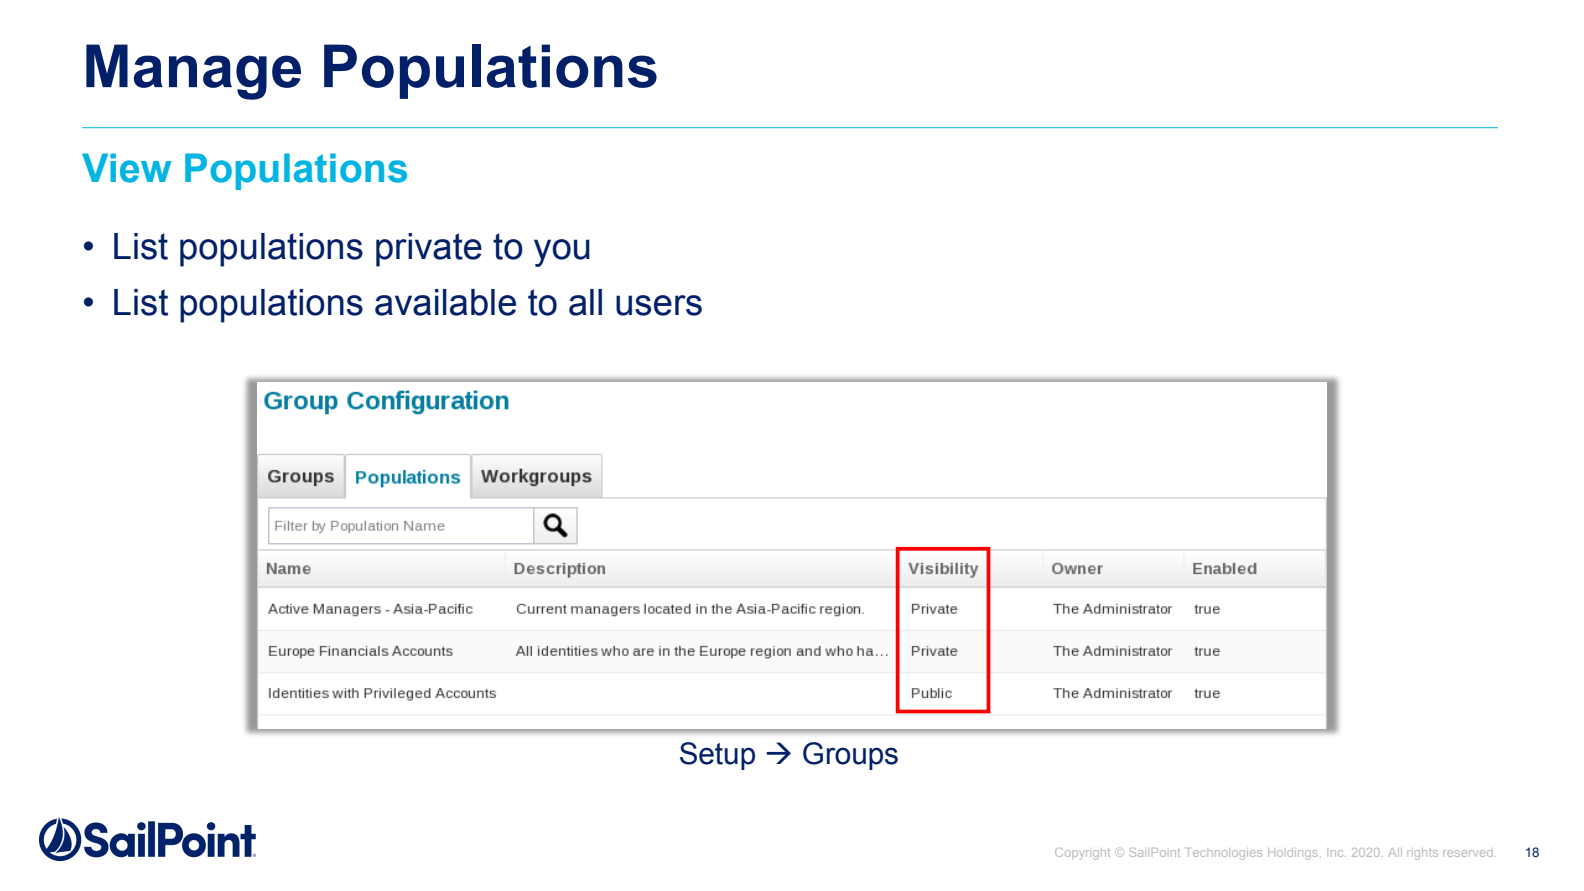 Manage Populations
View Populations
• List populations private to you
• List populations available to all users
Group Configuration
Groups Populations Workgroups
Filter by Population Name
Name Description Visibility Owner Enabled
Active Managers - Asia-Pacific Current managers located in the Asia-Pacific region. Private The Administrator true
Europe Financials Accounts All identities who are in the Europe region and who ha... Private The Administrator true
Identities with Privileged Accounts Public The Administrator true
Setup → Groups
SailPoint
Copyright © SailPoint Technologies Holdings, Inc. 2020. All rights reserved. 18